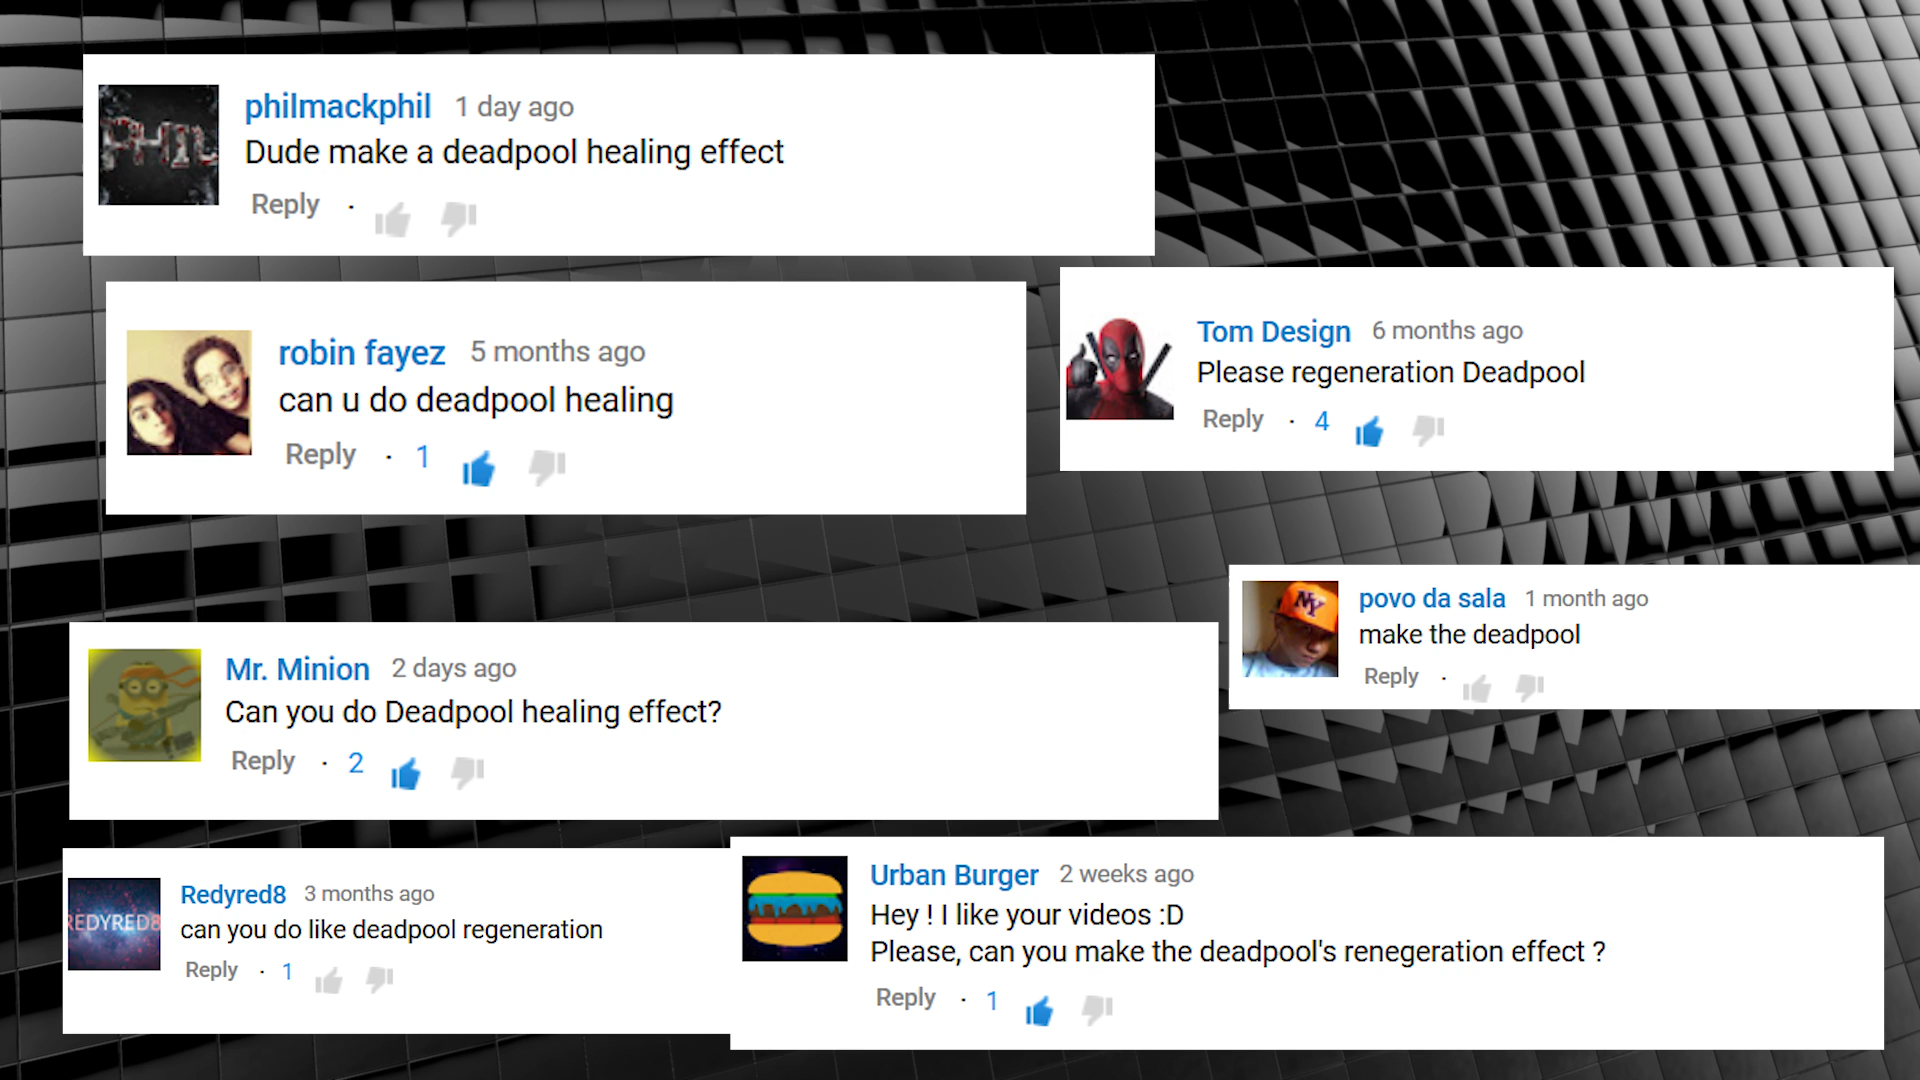 PHIL
philmackphil 1 day ago
Dude make a deadpool healing effect
Reply ·
robin fayez 5 months ago
can u do deadpool healing
Reply · 1
Tom Design 6 months ago
Please regeneration Deadpool
Reply · 4
NY
povo da sala 1 month ago
make the deadpool
Reply ·
Mr. Minion 2 days ago
Can you do Deadpool healing effect?
Reply · 2
REDYRED8
Redyred8 3 months ago
can you do like deadpool regeneration
Reply · 1
Urban Burger 2 weeks ago
Hey ! I like your videos :D
Please, can you make the deadpool's renegeration effect ?
Reply · 1